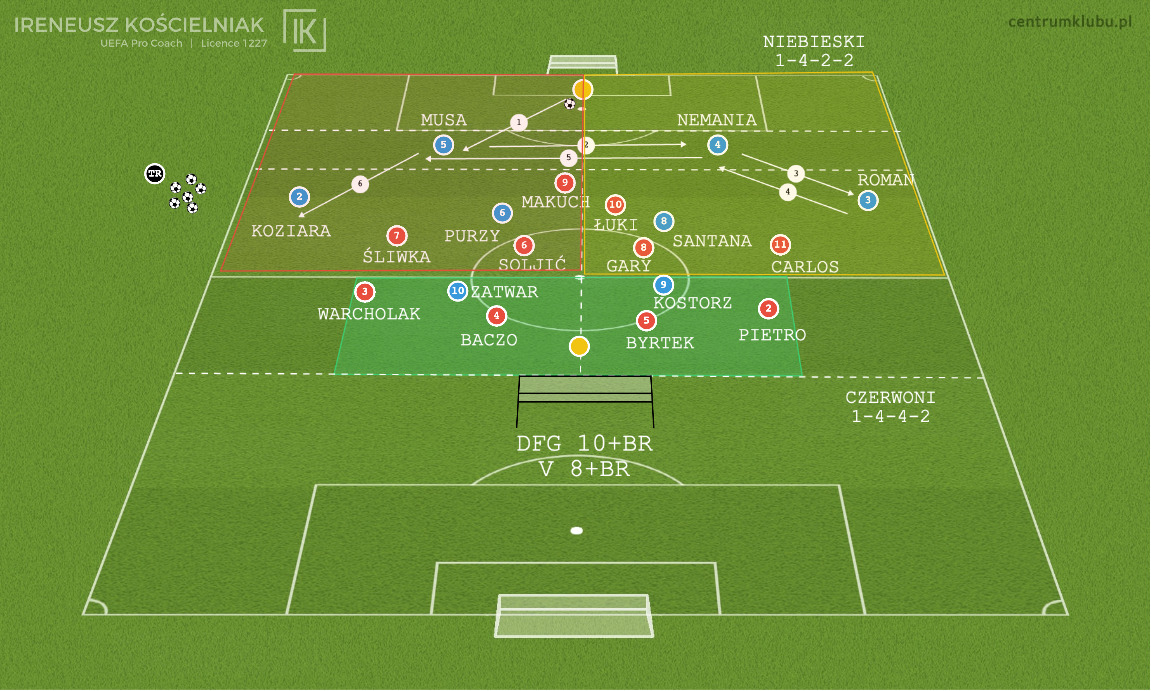 IRENEUSZ KOŚCIELNIAK
UEFA Pro Coach | Licence 1227
IK
centrumklubu.pl
NIEBIESKI
1-4-2-2
MUSA
NEMANIA
1
5
2
4
5
TR
6
3
4
ROMAN
2
9
10
3
MAKUCH
KOZIARA
6
8
ŁUKI
PURZY
SANTANA
7
6
8
11
ŚLIWKA
SOLJIĆ
GARY
CARLOS
3
10
ZATWAR
9
KOSTORZ
WARCHOLAK
4
5
2
BACZO
BYRTEK
PIETRO
CZERWONI
1-4-4-2
DFG 10+BR
V 8+BR